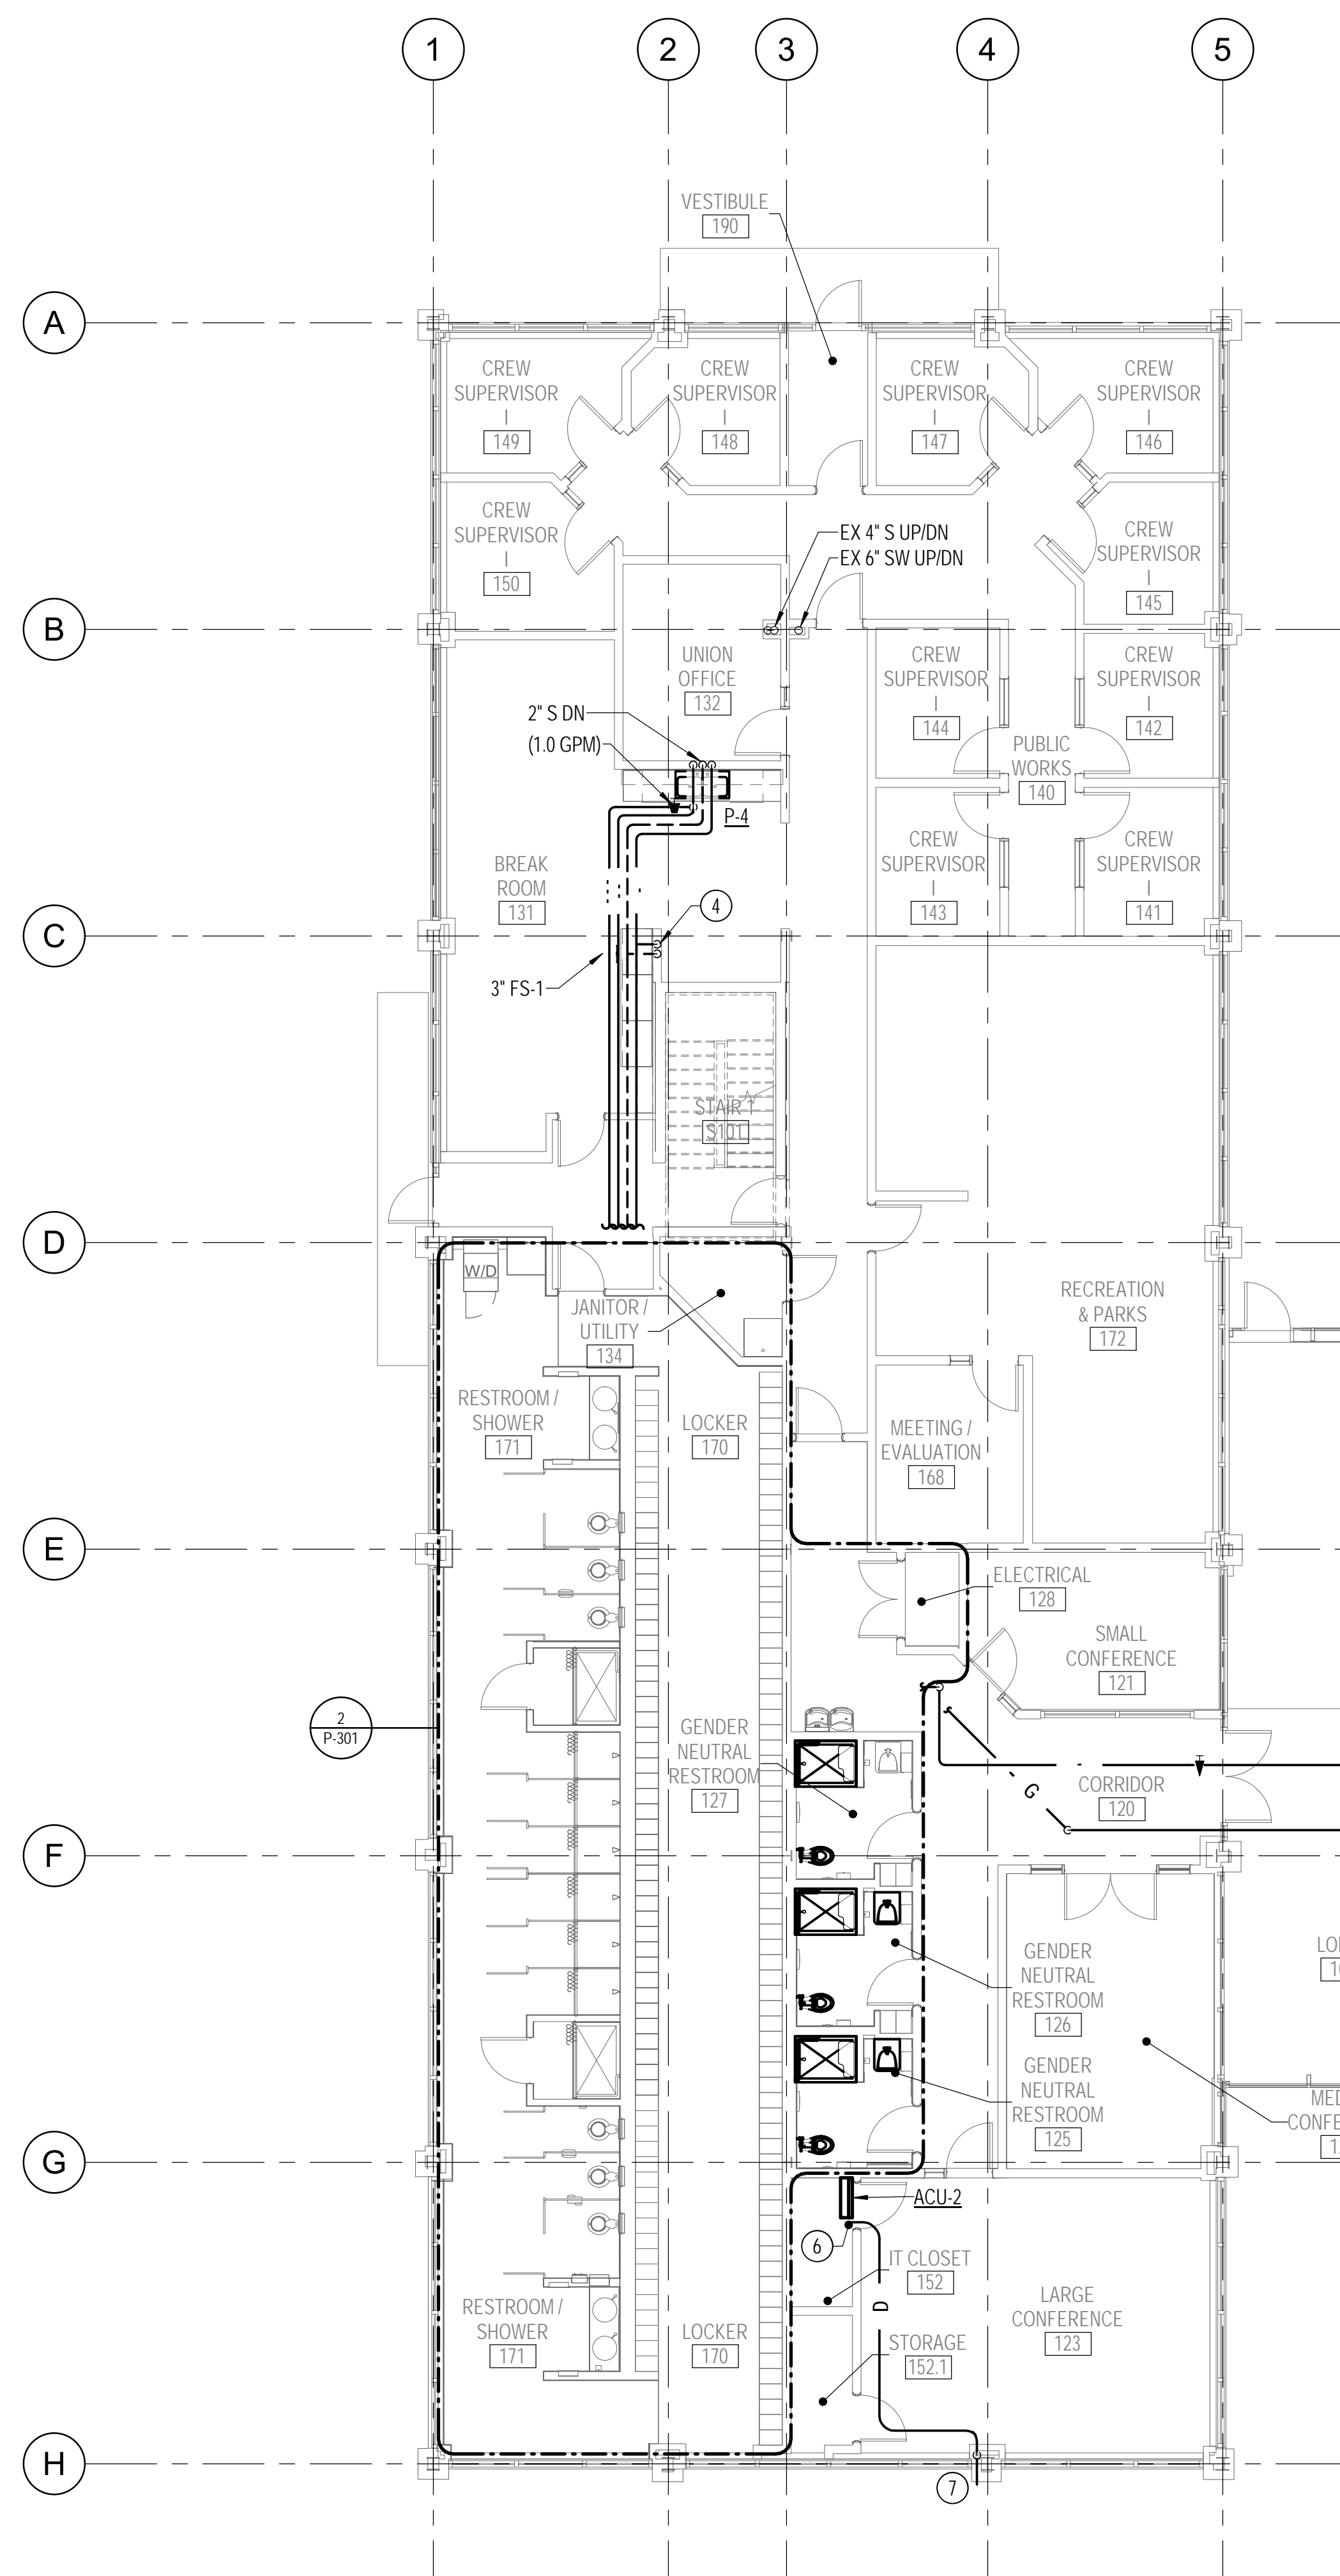 1
2
3
4
5
VESTIBULE
190
A
CREW
SUPERVISOR
I
149
CREW
SUPERVISOR
I
148
CREW
SUPERVISOR
I
147
CREW
SUPERVISOR
I
146
CREW
SUPERVISOR
I
150
EX 4" S UP/DN
EX 6" SW UP/DN
CREW
SUPERVISOR
I
145
B
UNION
OFFICE
132
CREW
SUPERVISOR
I
144
CREW
SUPERVISOR
I
142
2" S DN
(1.0 GPM)
PUBLIC
WORKS
140
P-4
BREAK
ROOM
131
CREW
SUPERVISOR
I
143
CREW
SUPERVISOR
I
141
4
C
3" FS-1
STAIR 1
S101
D
W/D
JANITOR /
UTILITY
134
RECREATION
& PARKS
172
RESTROOM /
SHOWER
171
LOCKER
170
MEETING /
EVALUATION
168
E
ELECTRICAL
128
SMALL
CONFERENCE
121
2
P-301
GENDER
NEUTRAL
RESTROOM
127
G
CORRIDOR
120
F
GENDER
NEUTRAL
RESTROOM
126
GENDER
NEUTRAL
RESTROOM
125
G
ACU-2
6
IT CLOSET
152
D
LARGE
CONFERENCE
123
RESTROOM /
SHOWER
171
LOCKER
170
STORAGE
152.1
H
7